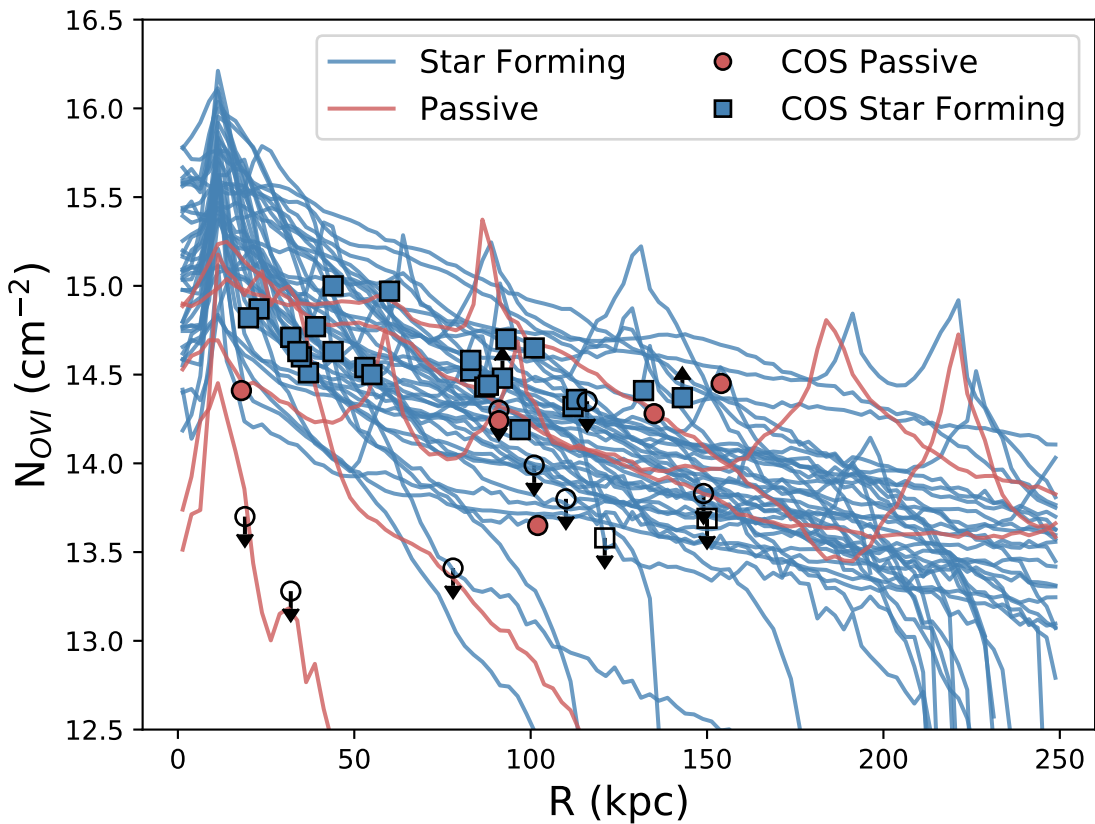 16.5
16.0
15.5
15.0
14.5
14.0
13.5
13.0
12.5
N_OVI (cm⁻²)
Star Forming
Passive
COS Passive
COS Star Forming
0 50 100 150 200 250
R (kpc)